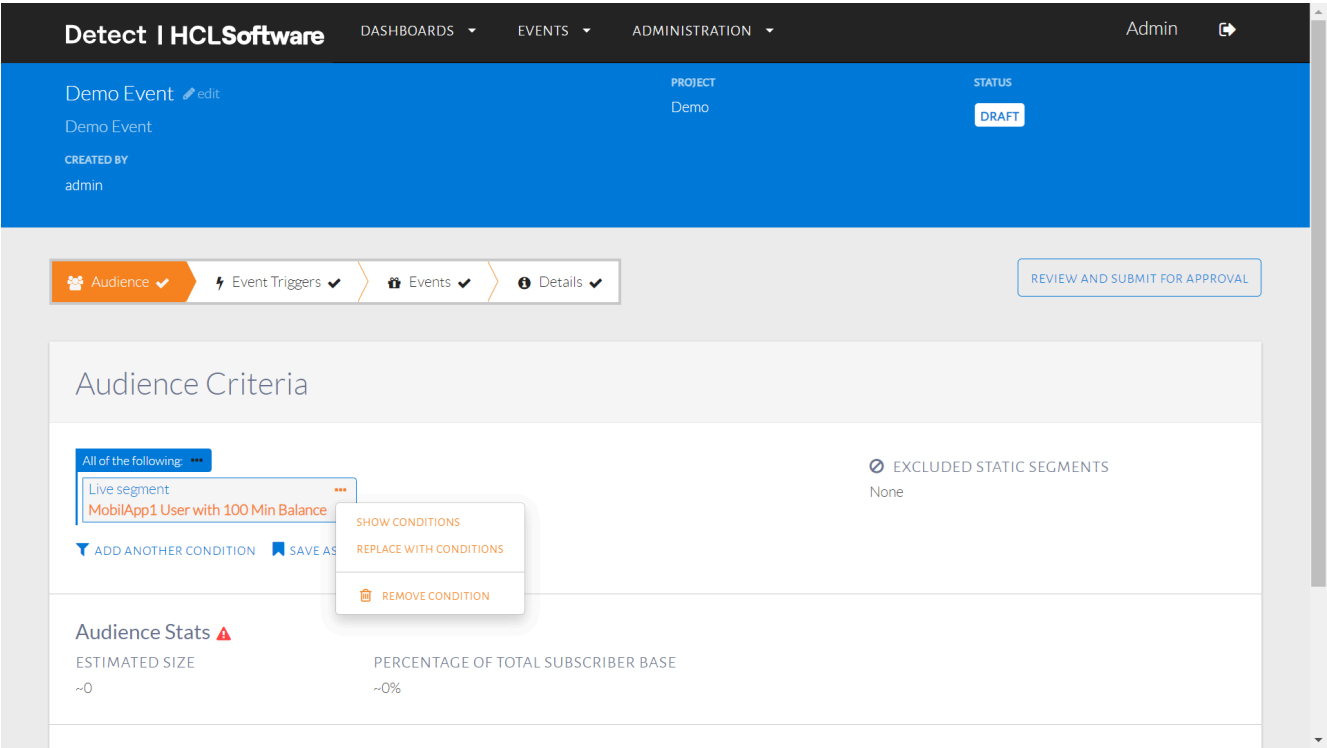 Detect | HCLSoftware
DASHBOARDS
EVENTS
ADMINISTRATION
Admin
Demo Event edit
Demo Event
CREATED BY
admin
PROJECT
Demo
STATUS
DRAFT
Audience
Event Triggers
Events
Details
REVIEW AND SUBMIT FOR APPROVAL
Audience Criteria
All of the following: •••
Live segment •••
MobilApp1 User with 100 Min Balance
SHOW CONDITIONS
REPLACE WITH CONDITIONS
REMOVE CONDITION
ADD ANOTHER CONDITION
SAVE AS
EXCLUDED STATIC SEGMENTS
None
Audience Stats
ESTIMATED SIZE
~0
PERCENTAGE OF TOTAL SUBSCRIBER BASE
~0%